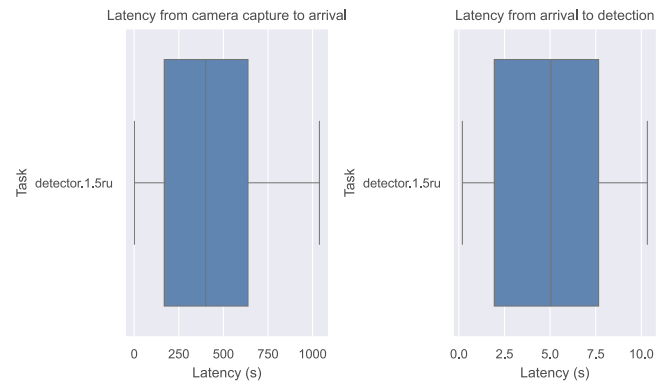 Latency from camera capture to arrival
Task
detector.1.5ru
0 250 500 750 1000
Latency (s)
Latency from arrival to detection
Task
detector.1.5ru
0.0 2.5 5.0 7.5 10.0
Latency (s)